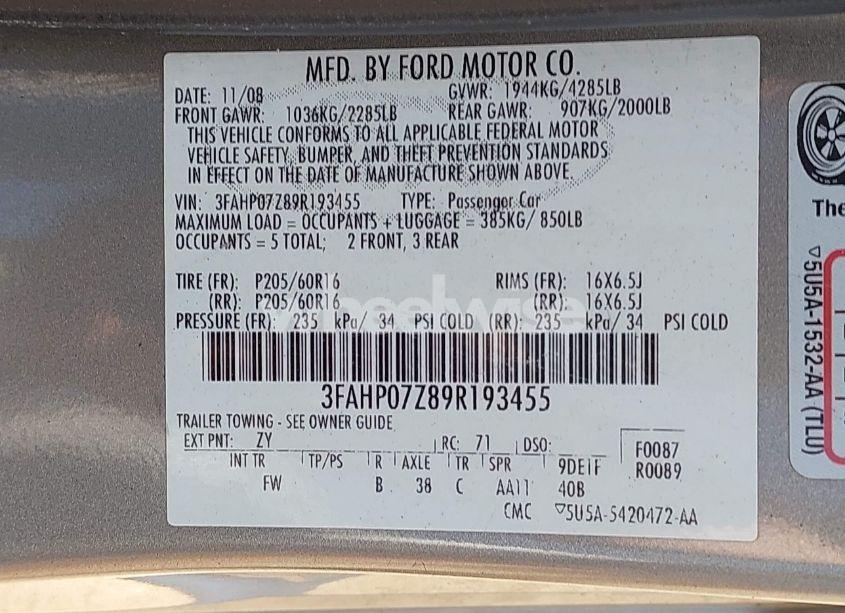 MFD. BY FORD MOTOR CO.
DATE: 11/08 GVWR: 1944KG/4285LB
FRONT GAWR: 1036KG/2285LB REAR GAWR: 907KG/2000LB
THIS VEHICLE CONFORMS TO ALL APPLICABLE FEDERAL MOTOR
VEHICLE SAFETY, BUMPER, AND THEFT PREVENTION STANDARDS
IN EFFECT ON THE DATE OF MANUFACTURE SHOWN ABOVE.
VIN: 3FAHP07Z89R193455 TYPE: Passenger Car
MAXIMUM LOAD = OCCUPANTS + LUGGAGE = 385KG/ 850LB
OCCUPANTS = 5 TOTAL; 2 FRONT, 3 REAR
TIRE (FR): P205/60R16 RIMS (FR): 16X6.5J
(RR): P205/60R16 (RR): 16X6.5J
PRESSURE (FR): 235 kPa/ 34 PSI COLD (RR): 235 kPa/ 34 PSI COLD
wheelwise
3FAHP07Z89R193455
TRAILER TOWING - SEE OWNER GUIDE
EXT PNT: ZY RC: 71 DSO:
INT TR TP/PS R AXLE TR SPR 9DE1F
FW B 38 C AA11 40B
F0087
R0089
CMC ▽5U5A-5420472-AA
The
▽5U5A-1532-AA (TLU)